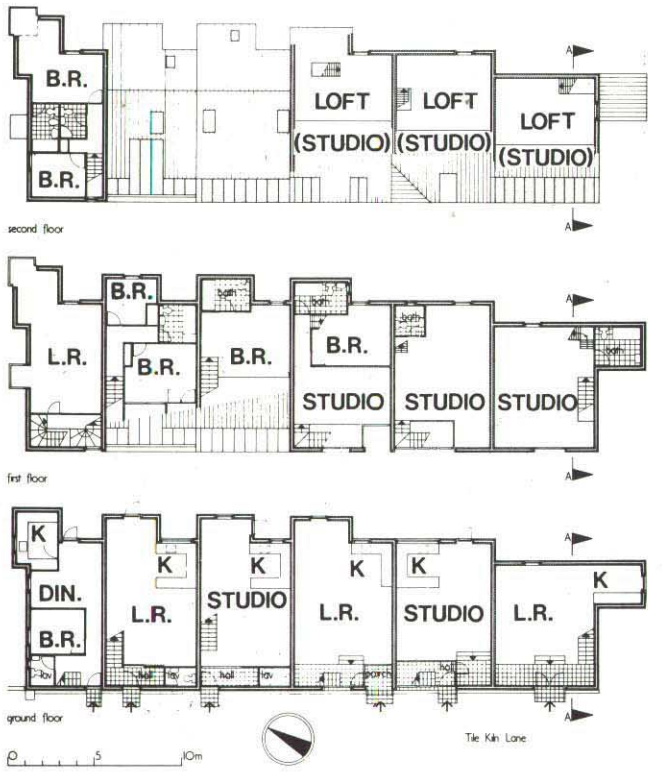 A
B.R.
LOFT LOFT LOFT
(STUDIO) (STUDIO) (STUDIO)
B.R.
A
second floor
B.R. bath bath bath
A
L.R. B.R. B.R. B.R. bath
STUDIO STUDIO STUDIO
A
first floor
A
K K K K K K
DIN. L.R. STUDIO L.R. STUDIO L.R.
B.R.
lav hall lav hall lav porch hall
A
ground floor
0 5 10m
Tile Kiln Lane